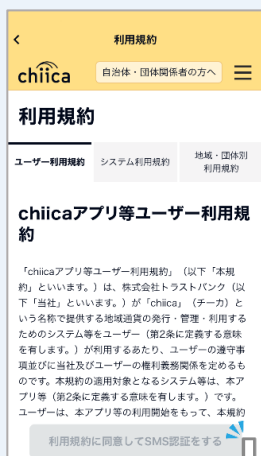 利用規約
chiica
自治体・団体関係者の方へ
利用規約
ユーザー利用規約
システム利用規約
地域・団体別
利用規約
chiicaアプリ等ユーザー利用規
約
「chiicaアプリ等ユーザー利用規約」（以下「本規
約」といいます。）は、株式会社トラストバンク（以
下「当社」といいます。）が「chiica」（チーカ）と
いう名称で提供する地域通貨の発行・管理・利用する
ためのシステム等をユーザー（第2条に定義する意味
を有します。）が利用するあたり、ユーザーの遵守事
項並びに当社及びユーザーの権利義務関係を定めるも
のです。本規約の適用対象となるシステム等は、本ア
プリ等（第2条に定義する意味を有します。）です。
ユーザーは、本アプリ等の利用開始をもって、本規約
利用規約に同意してSMS認証をする